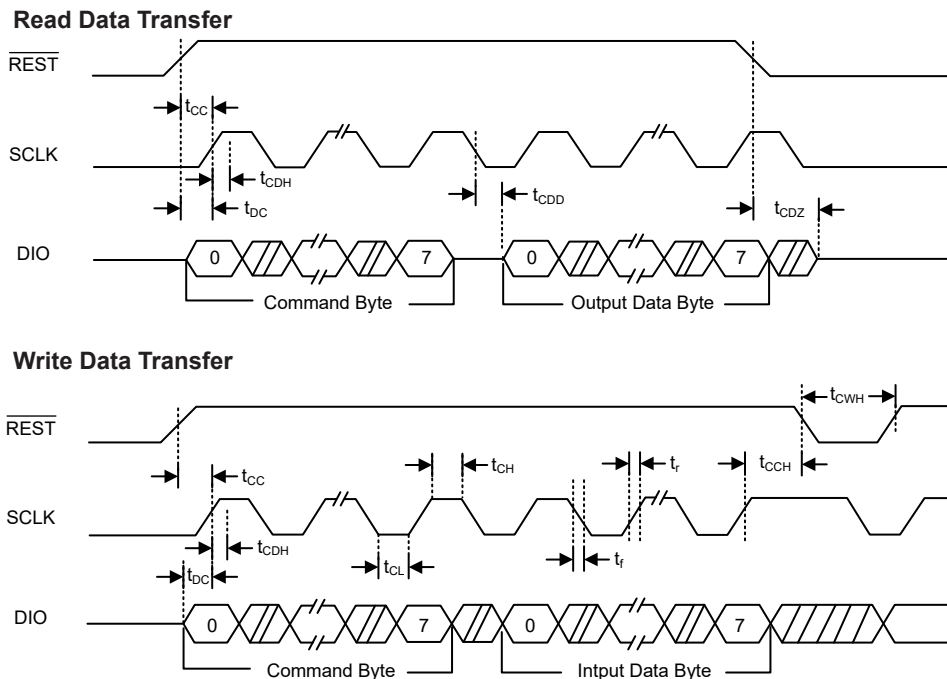 Read Data Transfer
REST
tCC
SCLK
tCDH
tDC
tCDD
tCDZ
DIO
0
7
0
7
Command Byte
Output Data Byte
Write Data Transfer
REST
tCWH
tCC
tCH
tr
tCCH
SCLK
tCDH
tDC
tCL
tf
DIO
0
7
0
7
Command Byte
Intput Data Byte